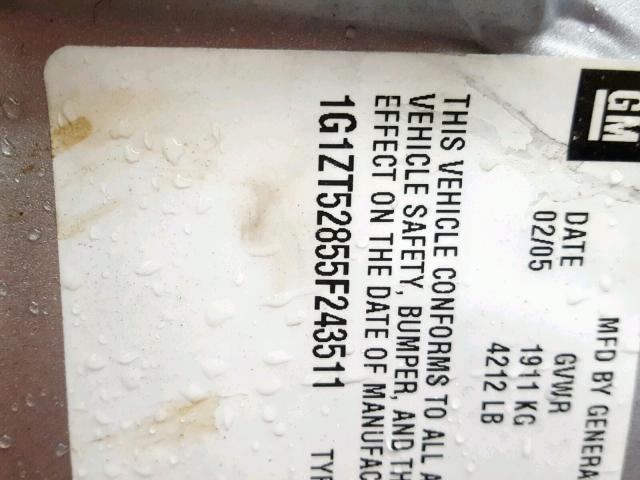 GM
MFD BY GENERA
DATE GVWR
02/05 1911 KG
4212 LB
THIS VEHICLE CONFORMS TO ALL A
VEHICLE SAFETY, BUMPER, AND TH
EFFECT ON THE DATE OF MANUFAC
1G1ZT52855F243511 TYP